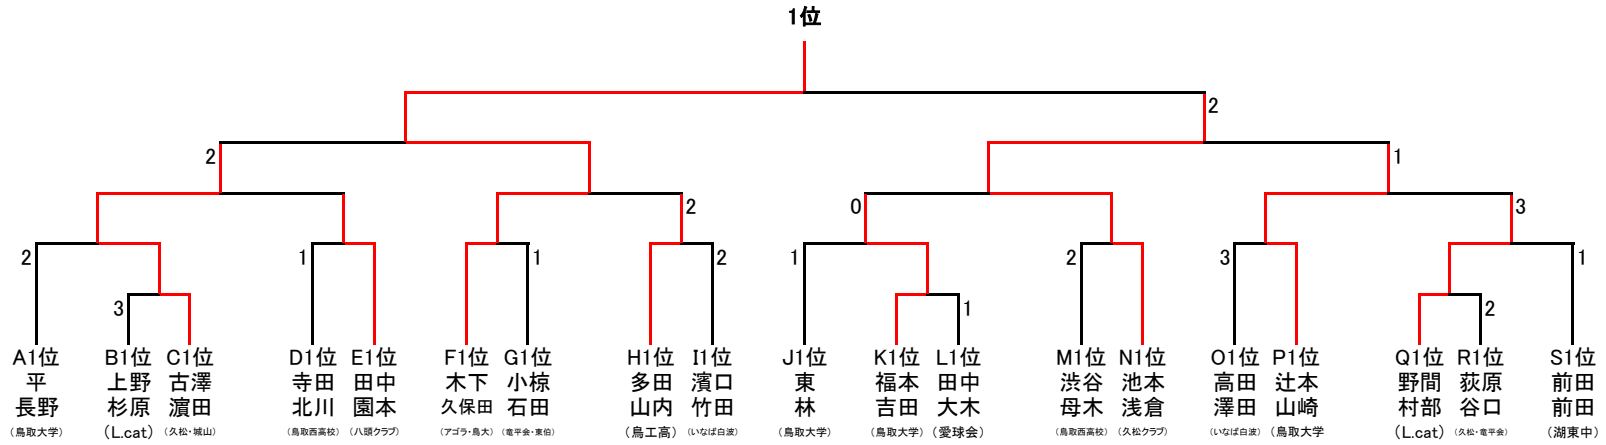 1位
2
2 1
0 2 3
2 1 1 2 1 2 3 1
3 1 2
A1位 B1位 C1位 D1位 E1位 F1位 G1位 H1位 I1位 J1位 K1位 L1位 M1位 N1位 O1位 P1位 Q1位 R1位 S1位
平 上野 古澤 寺田 田中 木下 小椋 多田 濱口 東 福本 田中 渋谷 池本 高田 辻本 野間 荻原 前田
長野 杉原 濵田 北川 園本 久保田 石田 山内 竹田 林 吉田 大木 母木 浅倉 澤田 山崎 村部 谷口 前田
（鳥取大学） （L.cat） （久松・城山） （鳥取西高校） （八頭クラブ） （アゴラ・鳥大） （竜平会・東伯） （鳥工高） （いなば白波） （鳥取大学） （鳥取大学） （愛球会） （鳥取西高校） （久松クラブ） （いなば白波） （鳥取大学 （L.cat） （久松・竜平会） （湖東中）